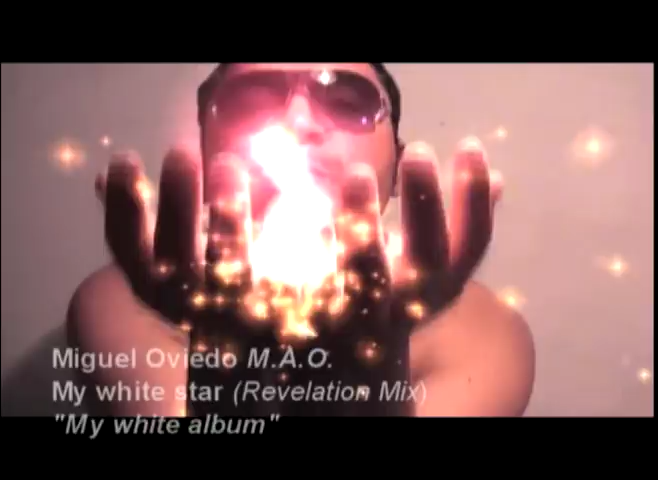 Miguel Oviedo M.A.O.
My white star (Revelation Mix)
"My white album"